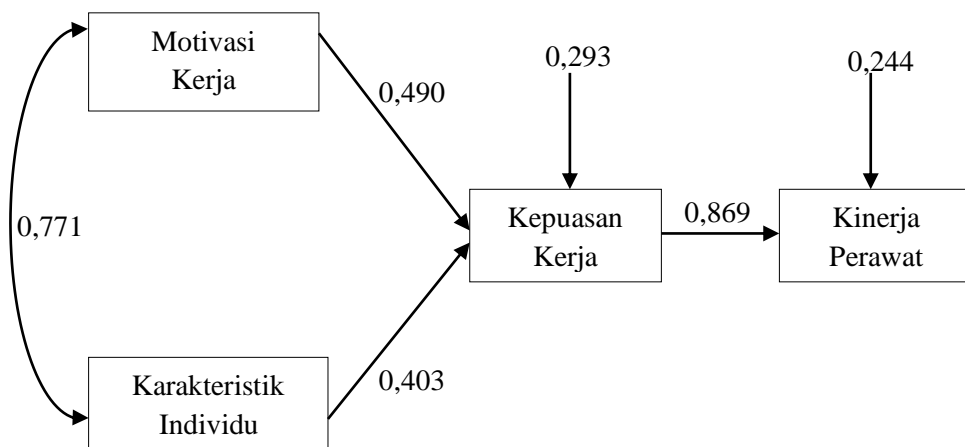 Motivasi
Kerja
0,293
0,244
0,490
0,771
Kepuasan
Kerja
0,869
Kinerja
Perawat
0,403
Karakteristik
Individu